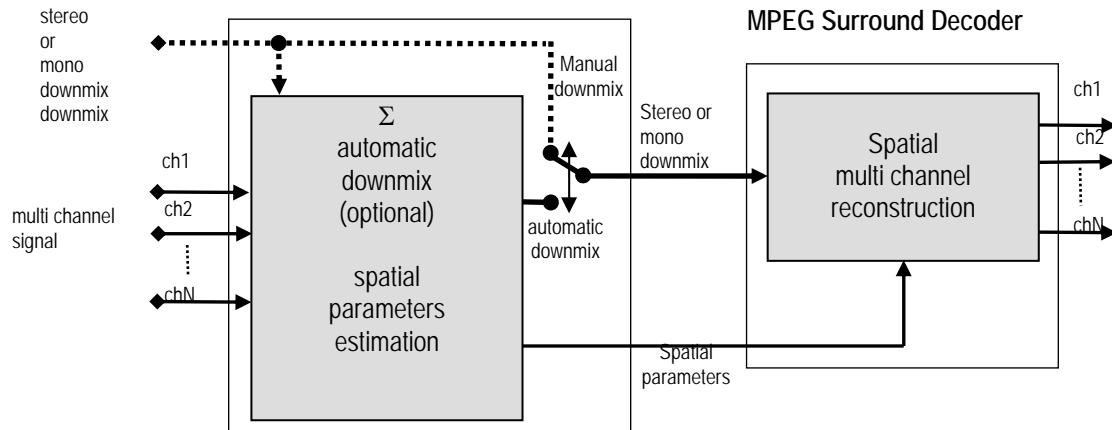 stereo
or
mono
downmix
downmix
MPEG Surround Decoder
Manual
downmix
Σ
automatic
downmix
(optional)
spatial
parameters
estimation
ch1
ch2
chN
multi channel
signal
automatic
downmix
Stereo or
mono
downmix
Spatial
parameters
Spatial
multi channel
reconstruction
ch1
ch2
chN